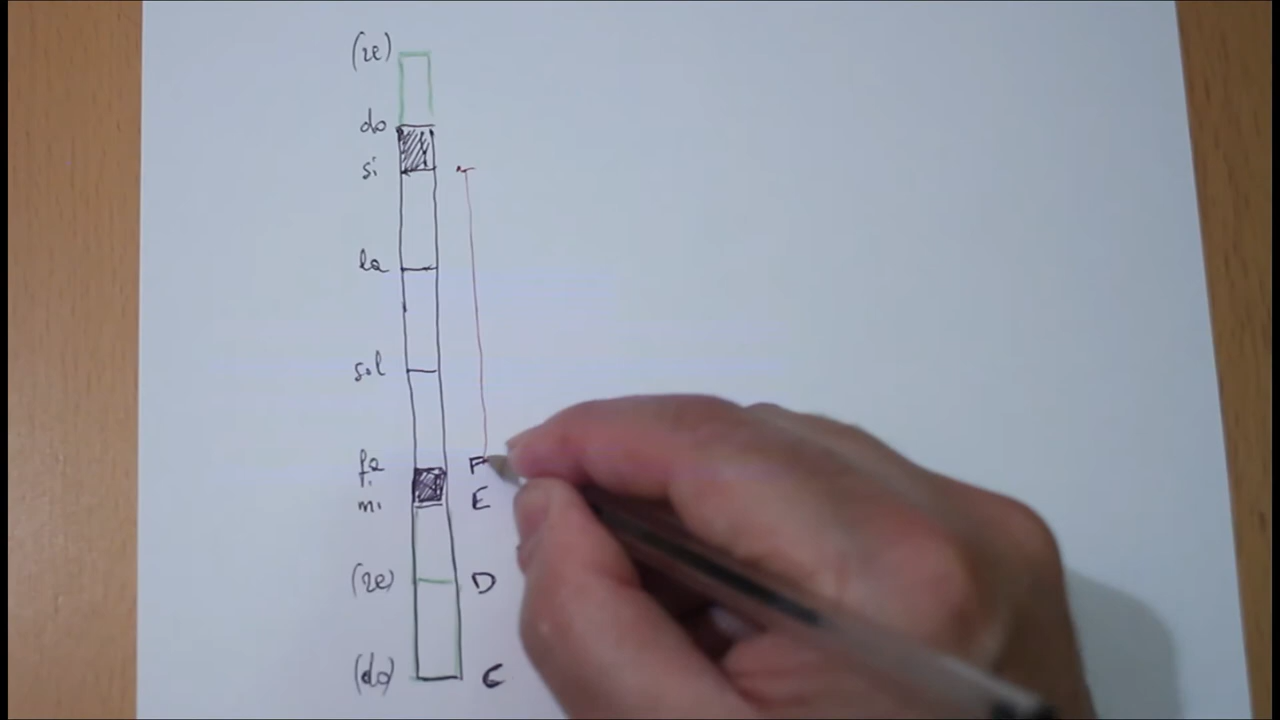 (re)
do
si
la
sol
fa F
mi E
(re) D
(do) C